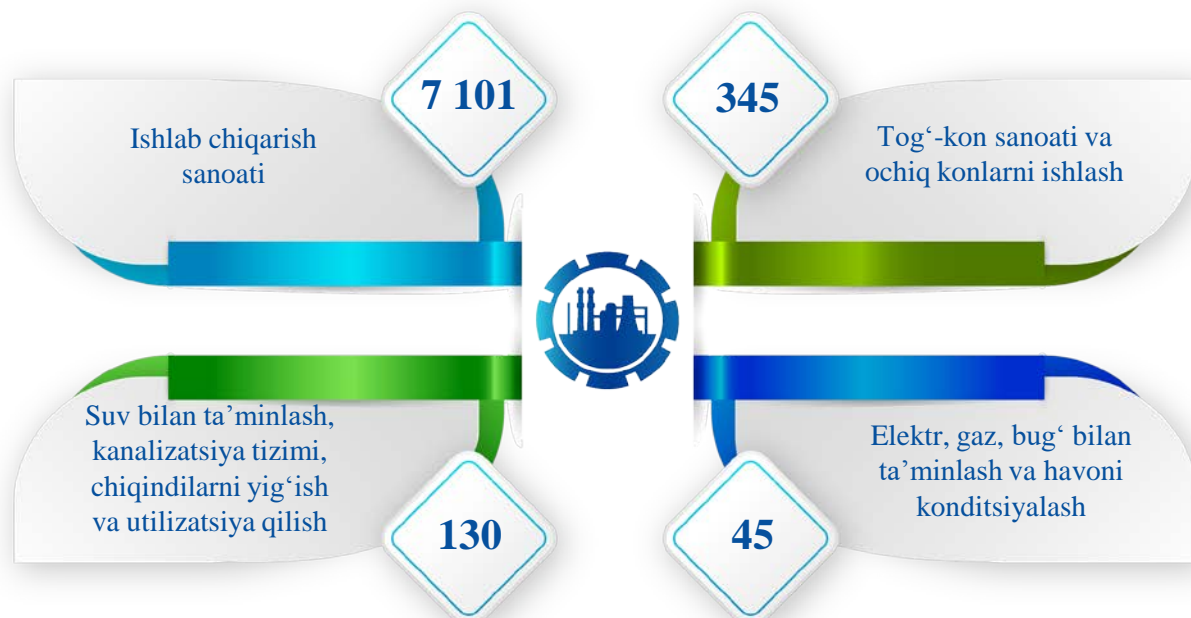 7 101
Ishlab chiqarish
sanoati
345
Tog‘-kon sanoati va
ochiq konlarni ishlash
Suv bilan ta’minlash,
kanalizatsiya tizimi,
chiqindilarni yig‘ish
va utilizatsiya qilish
130
Elektr, gaz, bug‘ bilan
ta’minlash va havoni
konditsiyalash
45